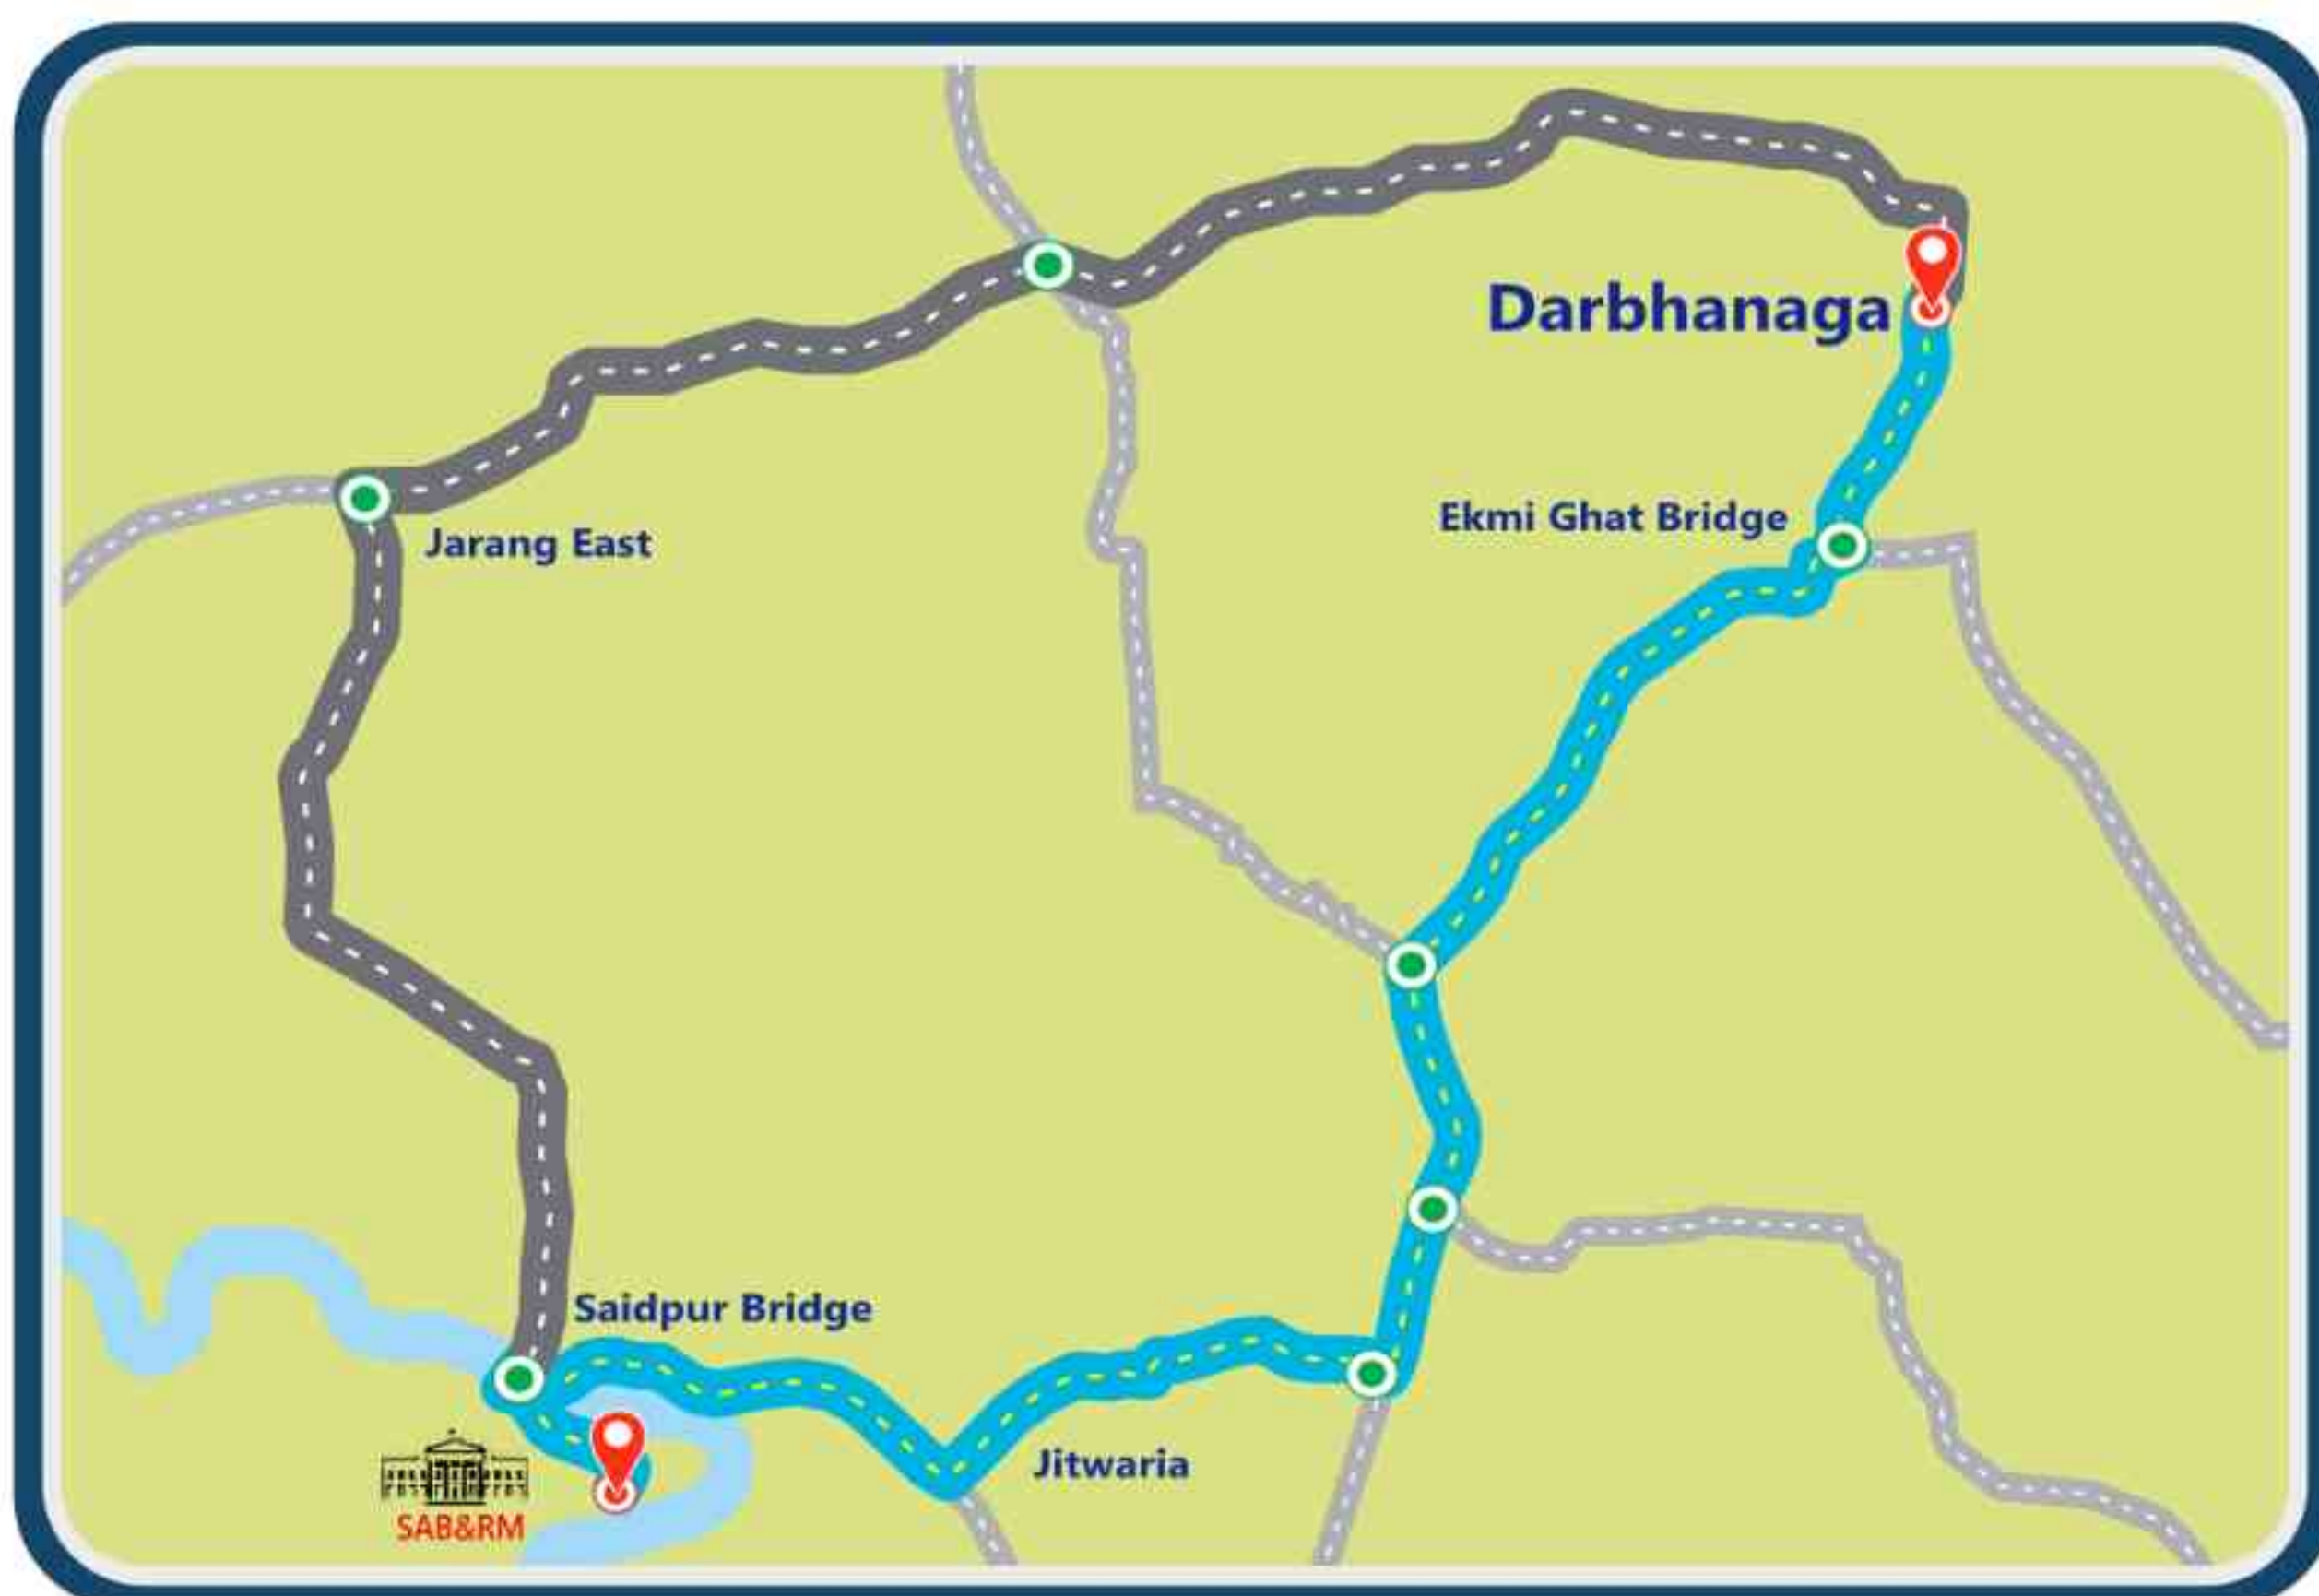 Darbhanaga
Ekmi Ghat Bridge
Jarang East
Saidpur Bridge
Jitwaria
SAB&RM